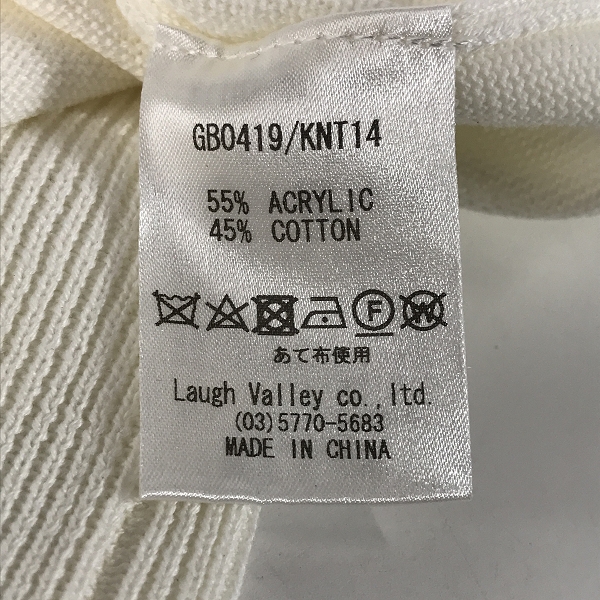 GB0419/KNT14
55% ACRYLIC
45% COTTON
F W
あて布使用
Laugh Valley co.,ltd.
(03)5770-5683
MADE IN CHINA